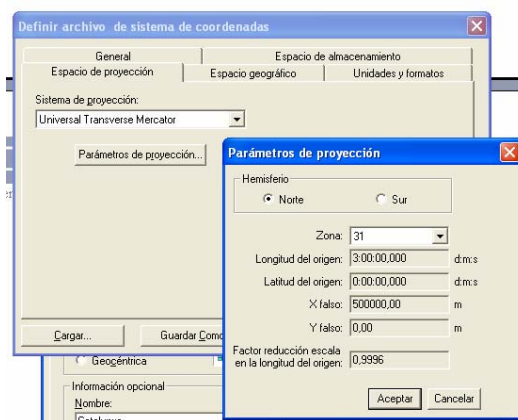 Definir archivo de sistema de coordenadas
General
Espacio de almacenamiento
Espacio de proyección
Espacio geográfico
Unidades y formatos
Sistema de proyección:
Universal Transverse Mercator
Parámetros de proyección...
Cargar...
Guardar Como
Parámetros de proyección
Hemisferio
Norte
Sur
Zona: 31
Longitud del origen: 3:00:00,000 d:m:s
Latitud del origen: 0:00:00,000 d:m:s
X falso: 500000,00 m
Y falso: 0,00 m
Factor reducción escala
en la longitud del origen: 0,9996
Aceptar
Cancelar
Geogéntrica
Información opcional
Nombre: